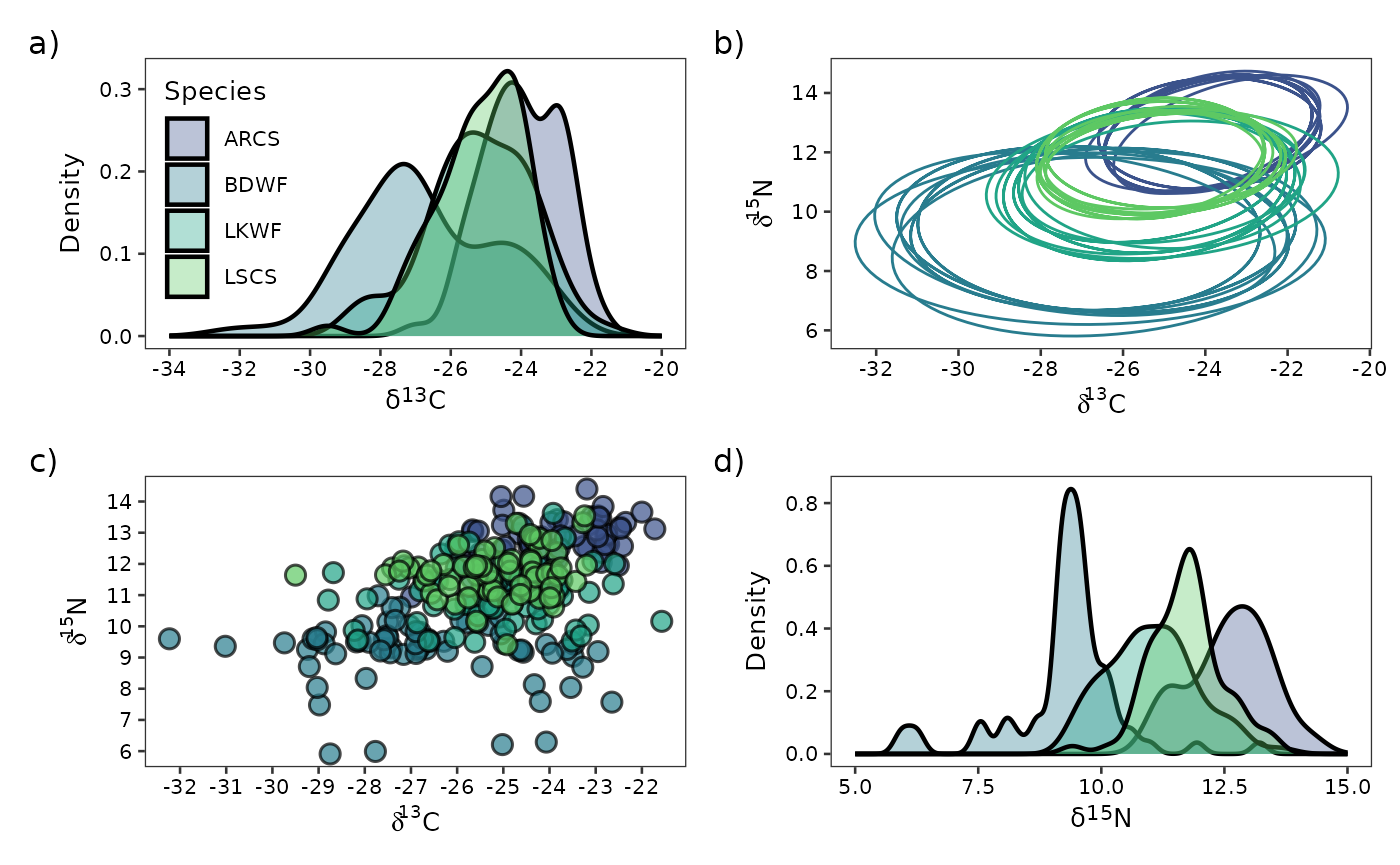 a)
Species
ARCS
BDWF
LKWF
LSCS
Density
0.3
0.2
0.1
0.0
-34 -32 -30 -28 -26 -24 -22 -20
δ¹³C
b)
δ¹⁵N
14
12
10
8
6
-32 -30 -28 -26 -24 -22 -20
δ¹³C
c)
δ¹⁵N
14
13
12
11
10
9
8
7
6
-32 -31 -30 -29 -28 -27 -26 -25 -24 -23 -22
δ¹³C
d)
Density
0.8
0.6
0.4
0.2
0.0
5.0 7.5 10.0 12.5 15.0
δ¹⁵N